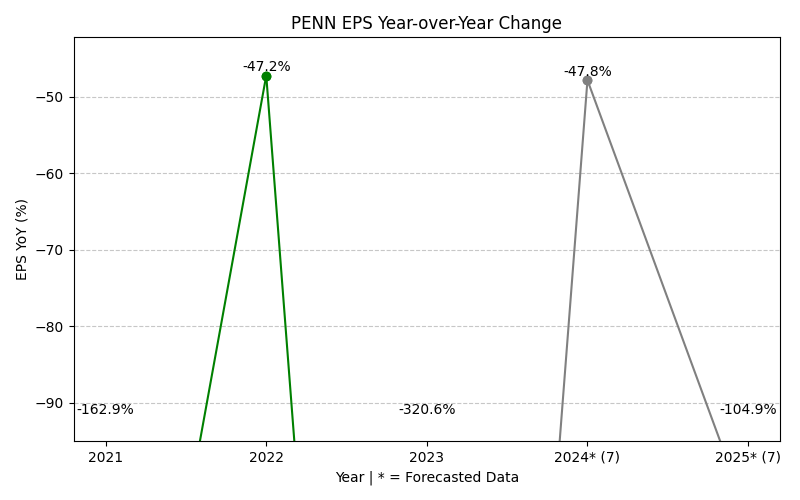 PENN EPS Year-over-Year Change
-47.2%
-47.8%
−50
−60
−70
−80
−90
EPS YoY (%)
-162.9%
-320.6%
-104.9%
2021 2022 2023 2024* (7) 2025* (7)
Year | * = Forecasted Data